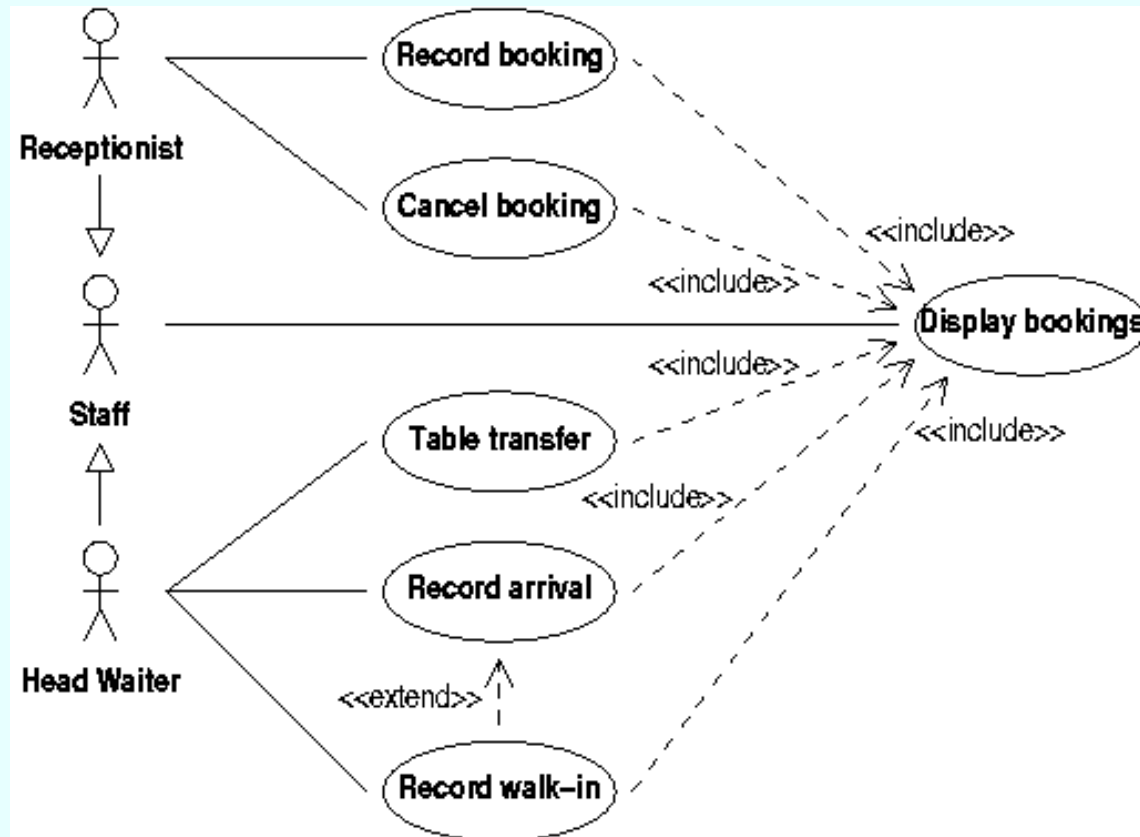 Record booking
Receptionist
Cancel booking
<<include>>
<<include>>
Display bookings
<<include>>
Staff
Table transfer
<<include>>
<<include>>
Record arrival
Head Waiter
<<extend>>
Record walk-in